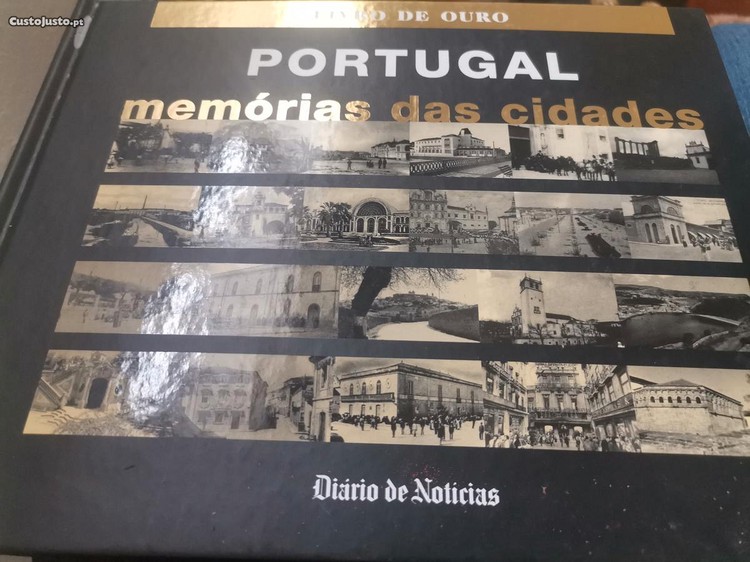 CustoJusto.pt
LIVRO DE OURO
PORTUGAL
memórias das cidades
Diário de Notícias